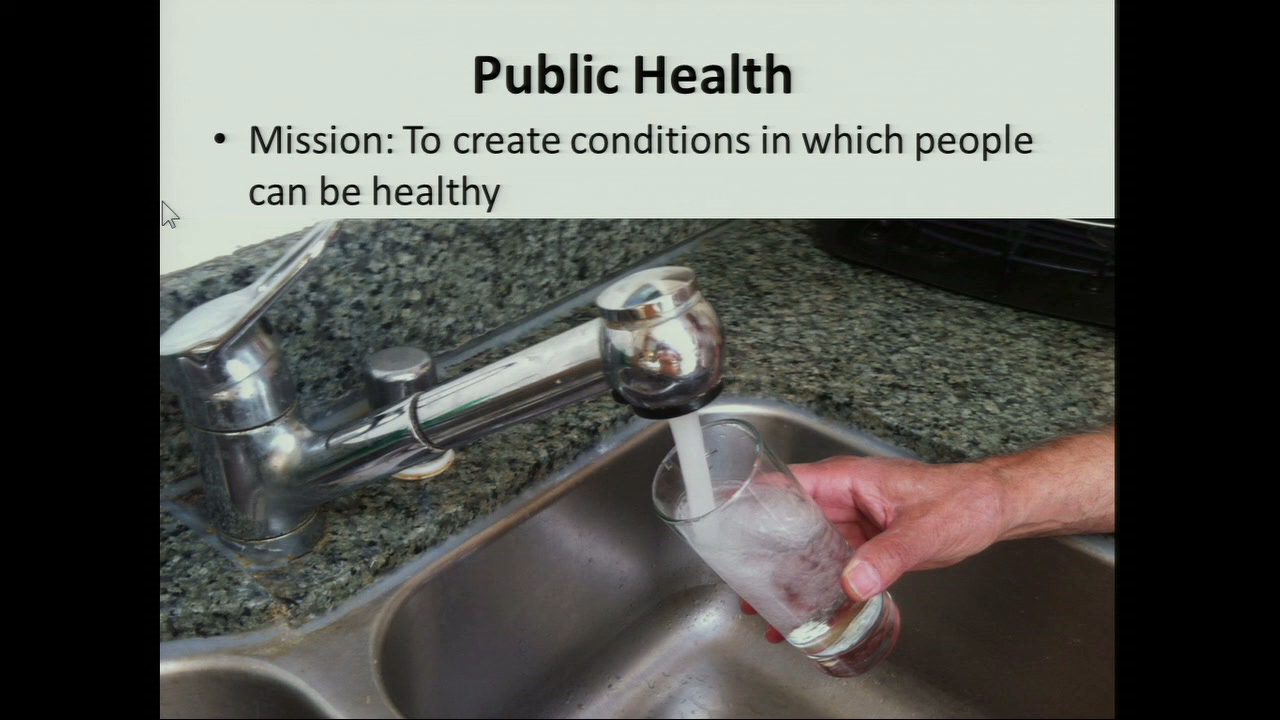 Public Health
• Mission: To create conditions in which people
can be healthy